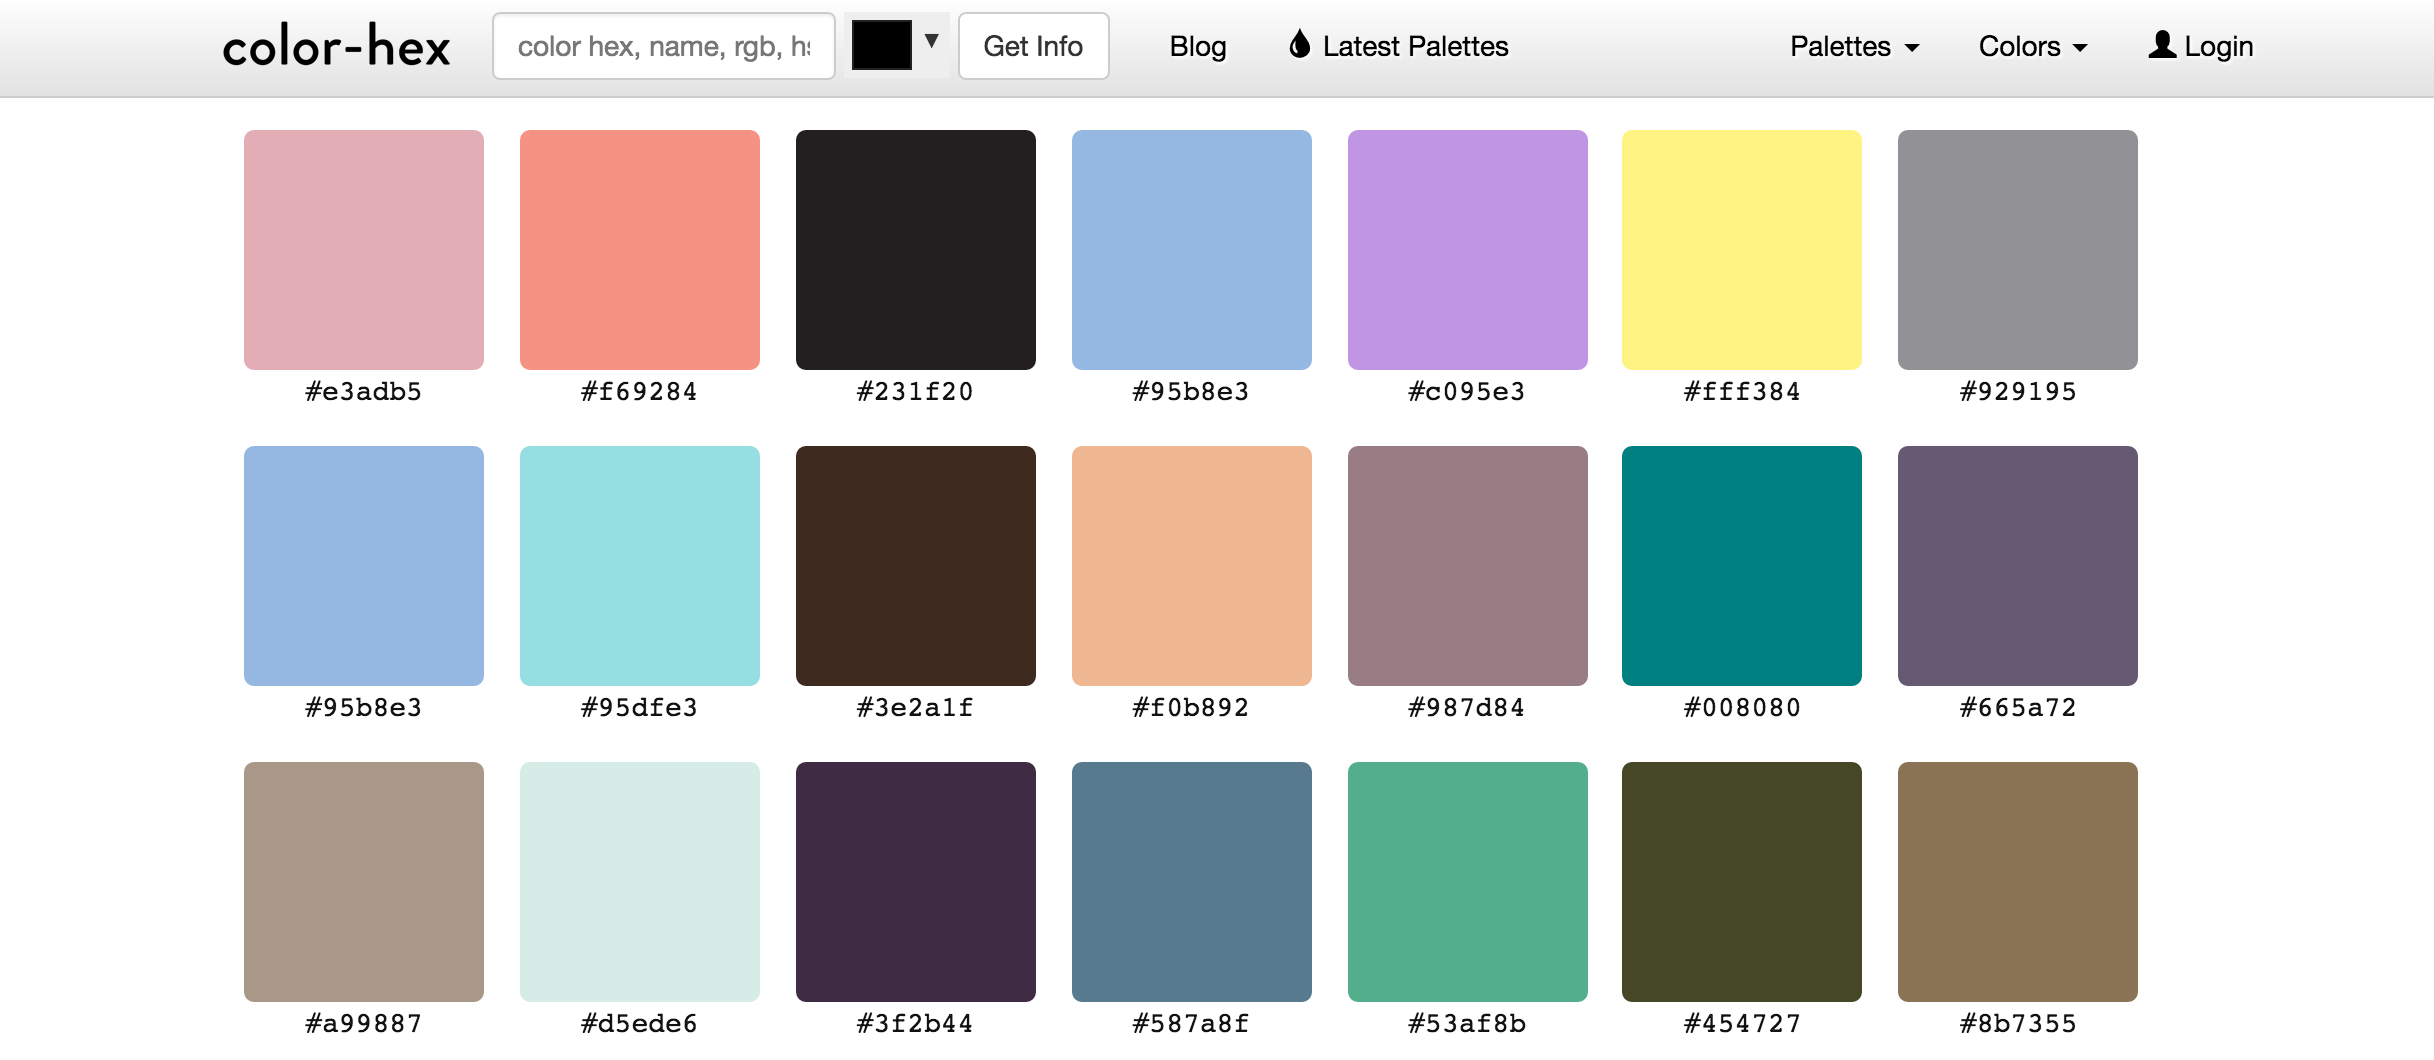 color-hex color hex, name, rgb, hs Get Info Blog Latest Palettes Palettes Colors Login
#e3adb5 #f69284 #231f20 #95b8e3 #c095e3 #fff384 #929195
#95b8e3 #95dfe3 #3e2a1f #f0b892 #987d84 #008080 #665a72
#a99887 #d5ede6 #3f2b44 #587a8f #53af8b #454727 #8b7355